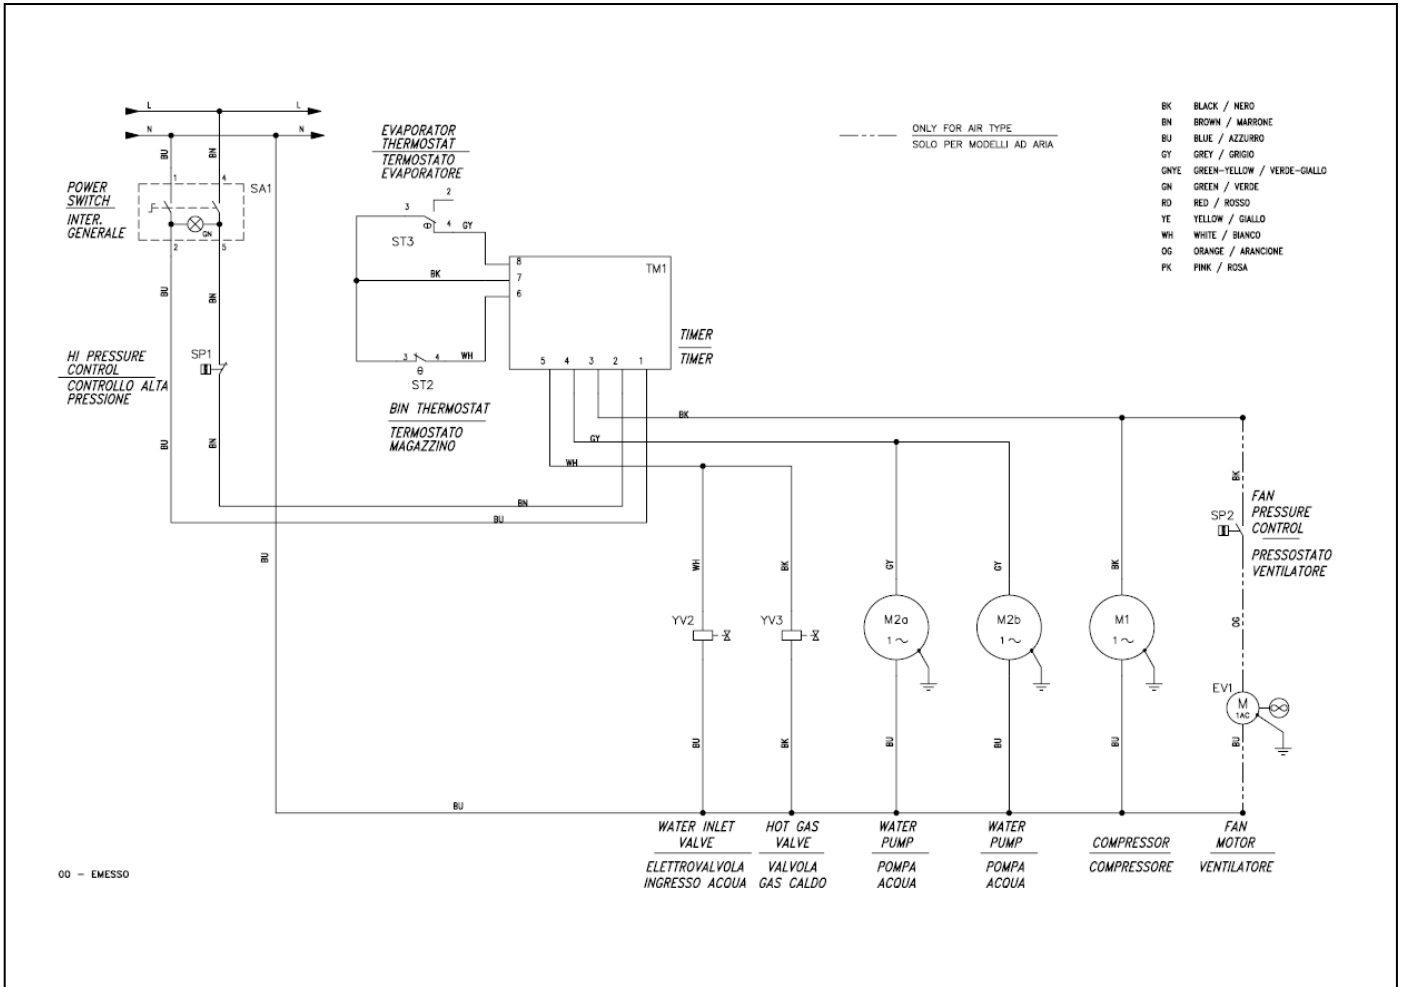 L L
N N
BU BN
1 4
SA1
POWER
SWITCH
INTER.
GENERALE
GN
2 5
BU BN
HI PRESSURE
CONTROL
CONTROLLO ALTA
PRESSIONE
SP1
BU BN
EVAPORATOR
THERMOSTAT
TERMOSTATO
EVAPORATORE
2
3 4 GY
ST3
BK
3 4 WH
θ
ST2
BIN THERMOSTAT
TERMOSTATO
MAGAZZINO
8
7
6
TM1
5 4 3 2 1
TIMER
TIMER
ONLY FOR AIR TYPE
SOLO PER MODELLI AD ARIA
BK BLACK / NERO
BN BROWN / MARRONE
BU BLUE / AZZURRO
GY GREY / GRIGIO
GNYE GREEN-YELLOW / VERDE-GIALLO
GN GREEN / VERDE
RD RED / ROSSO
YE YELLOW / GIALLO
WH WHITE / BIANCO
OG ORANGE / ARANCIONE
PK PINK / ROSA
BK
GY
WH
BN
BU
BU
WH BK GY GY BK BK
FAN
PRESSURE
CONTROL
SP2
PRESSOSTATO
VENTILATORE
YV2 YV3 M2a M2b M1
1~ 1~ 1~
OG
EV1
M
1AC
BU BK BU BU BU BU
BU
WATER INLET
VALVE
ELETTROVALVOLA
INGRESSO ACQUA
HOT GAS
VALVE
VALVOLA
GAS CALDO
WATER
PUMP
POMPA
ACQUA
WATER
PUMP
POMPA
ACQUA
COMPRESSOR
COMPRESSORE
FAN
MOTOR
VENTILATORE
00 - EMESSO